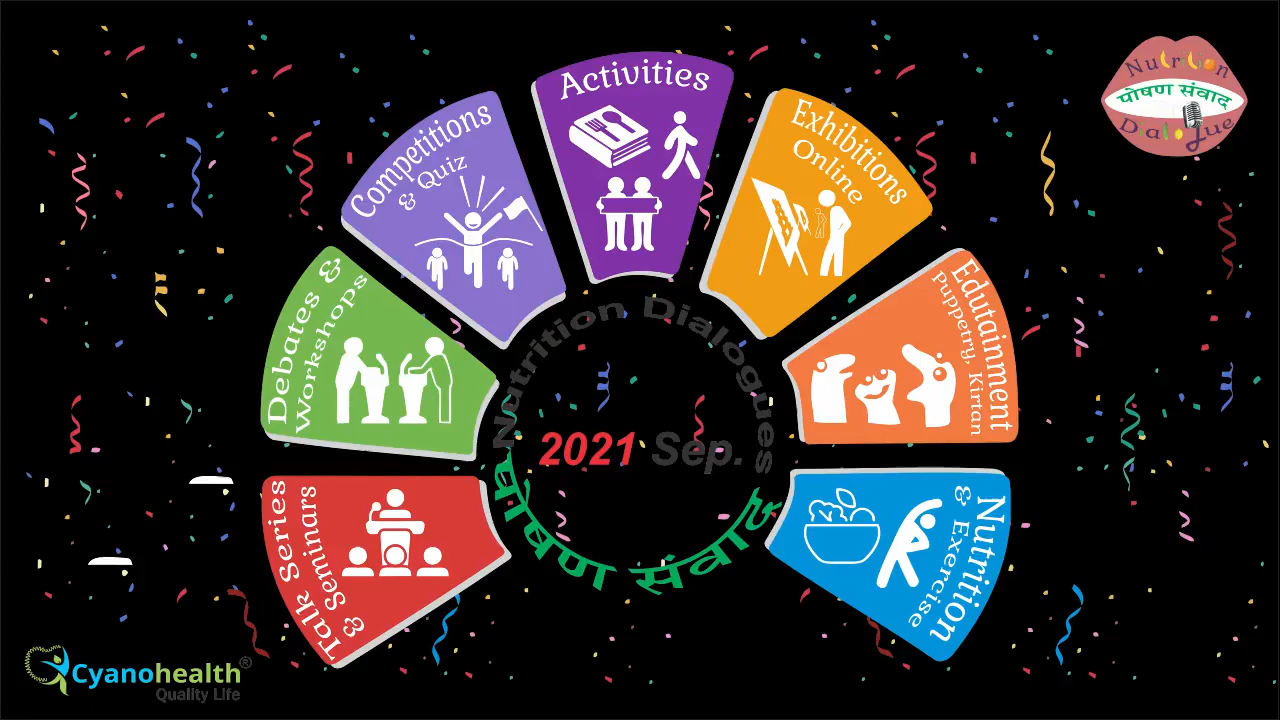 Activities
Competitions
& Quiz
Exhibitions
Online
Debates &
Workshops
Edutainment
Puppetry, Kirtan
Talk Series
& Seminars
Nutrition
& Exercise
Nutrition Dialogues
2021 Sep.
पोषण संवाद
Nutrition
पोषण संवाद
Dialogue
Cyanohealth®
Quality Life